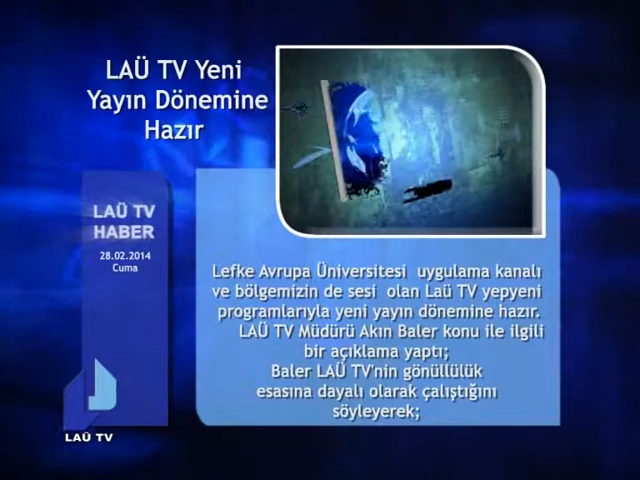 LAÜ TV Yeni
Yayın Dönemine
Hazır
LAÜ TV
HABER
28.02.2014
Cuma
Lefke Avrupa Üniversitesi uygulama kanalı
ve bölgemizin de sesi olan Laü TV yepyeni
programlarıyla yeni yayın dönemine hazır.
LAÜ TV Müdürü Akın Baler konu ile ilgili
bir açıklama yaptı;
Baler LAÜ TV'nin gönüllülük
esasına dayalı olarak çalıştığını
söyleyerek;
LAÜ TV